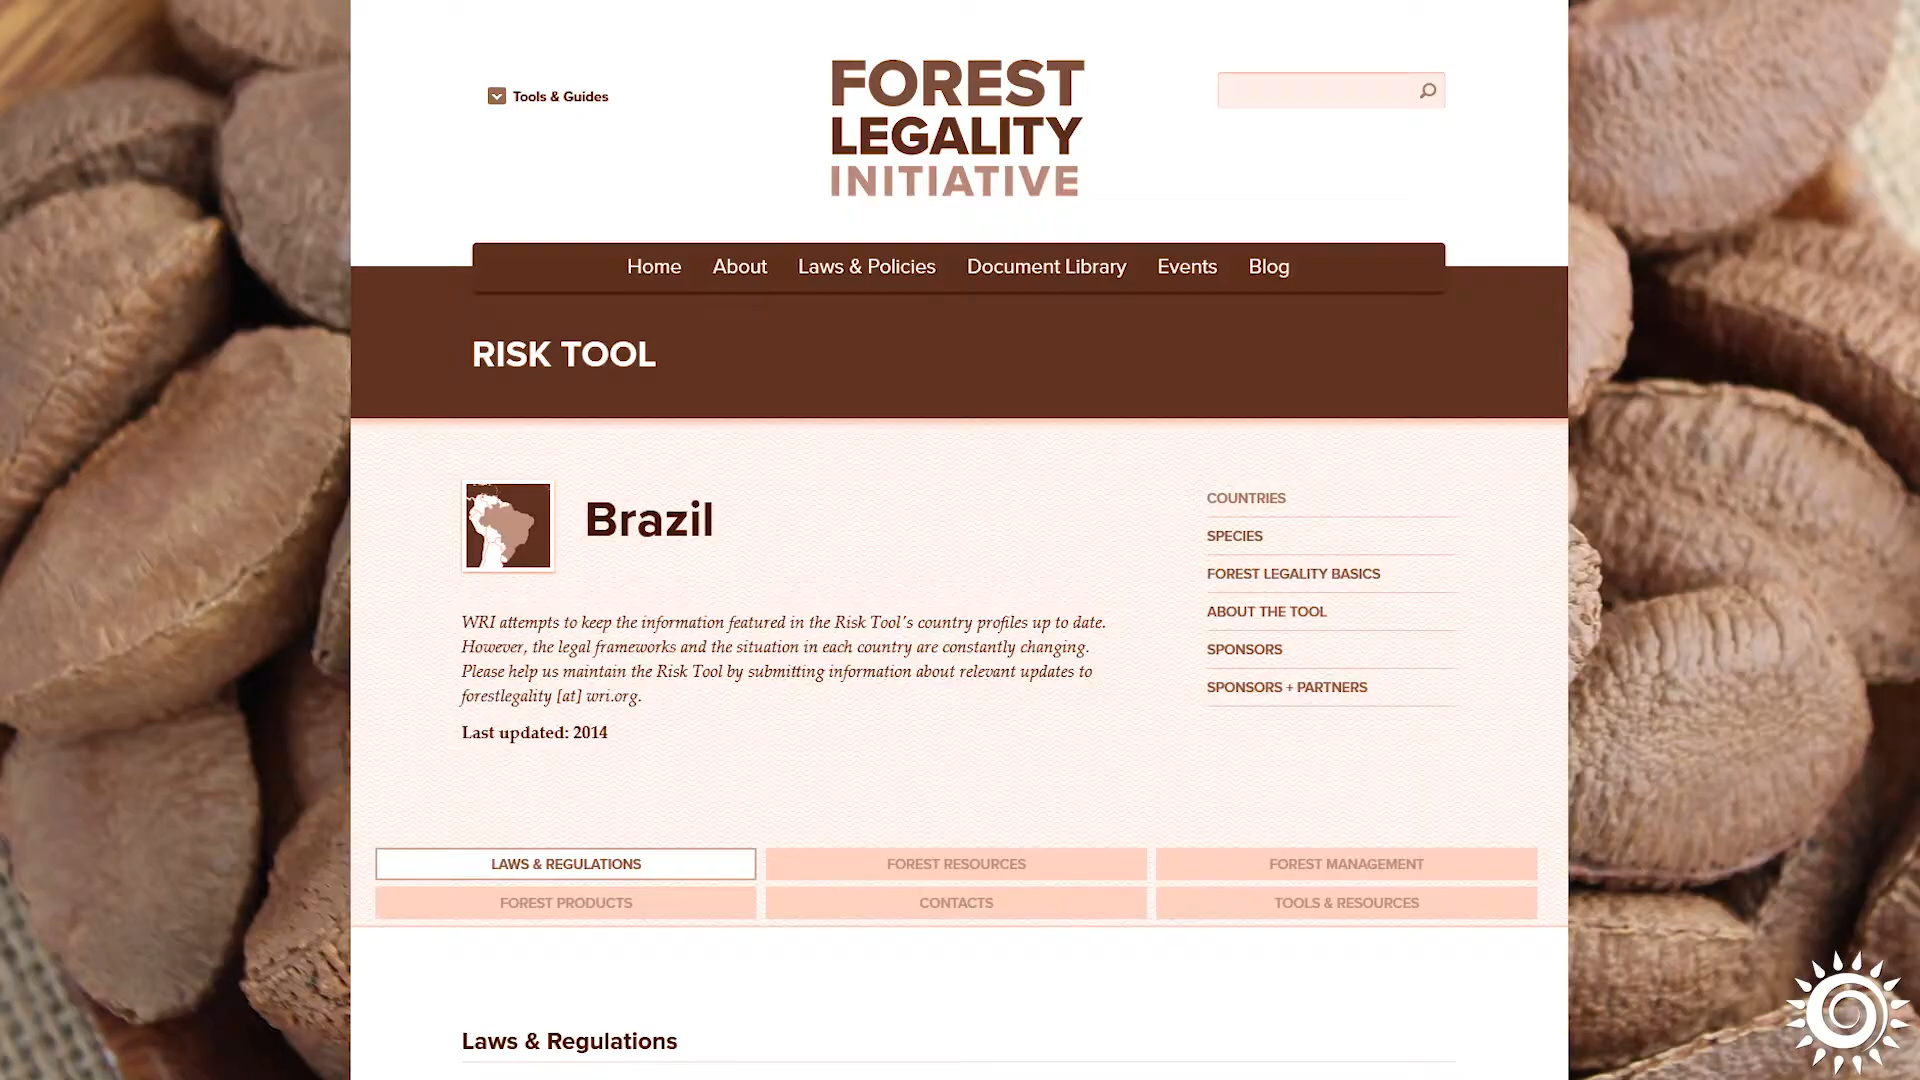 Tools & Guides
FOREST
LEGALITY
INITIATIVE
Home About Laws & Policies Document Library Events Blog
RISK TOOL
Brazil
WRI attempts to keep the information featured in the Risk Tool's country profiles up to date.
However, the legal frameworks and the situation in each country are constantly changing.
Please help us maintain the Risk Tool by submitting information about relevant updates to
forestlegality [at] wri.org.
Last updated: 2014
COUNTRIES
SPECIES
FOREST LEGALITY BASICS
ABOUT THE TOOL
SPONSORS
SPONSORS + PARTNERS
LAWS & REGULATIONS FOREST RESOURCES FOREST MANAGEMENT
FOREST PRODUCTS CONTACTS TOOLS & RESOURCES
Laws & Regulations